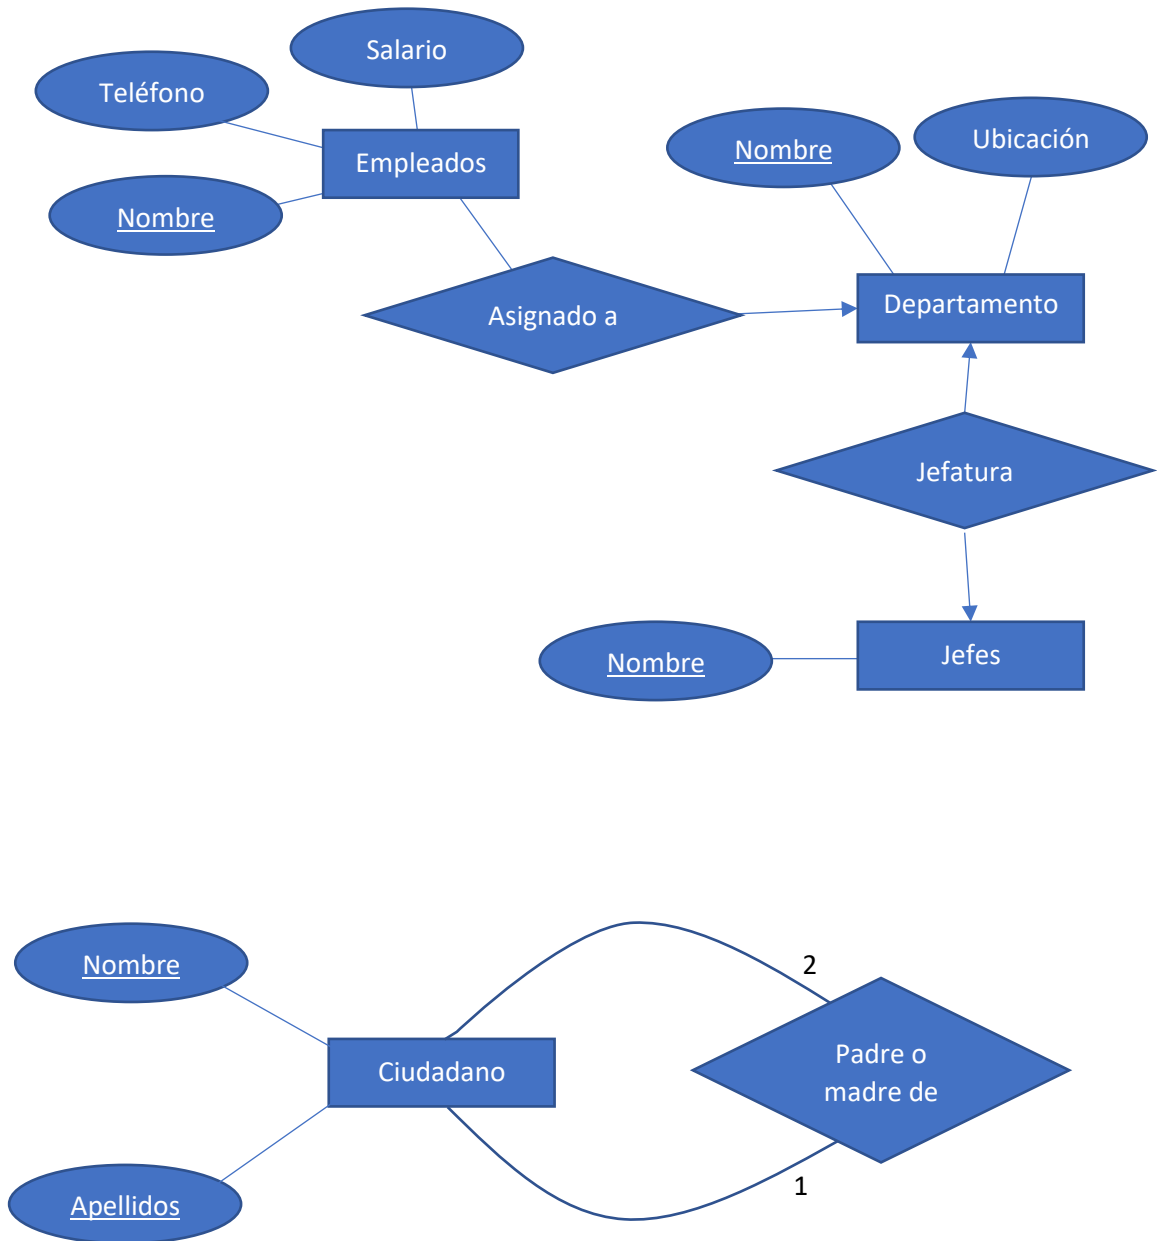 Salario
Teléfono
Empleados
Nombre
Nombre
Ubicación
Asignado a
Departamento
Jefatura
Nombre
Jefes
Nombre
2
Ciudadano
Padre o
madre de
Apellidos
1